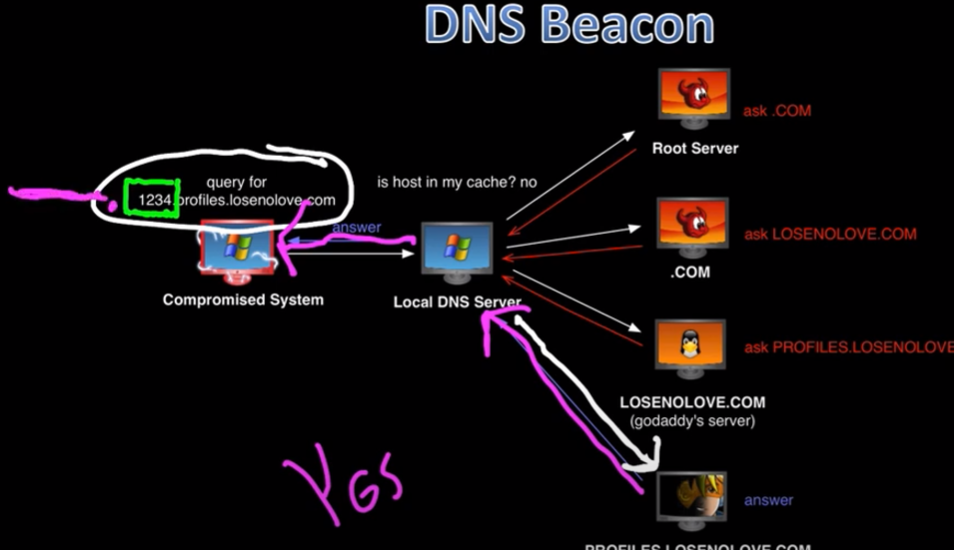 DNS Beacon
ask .COM
Root Server
query for
1234.profiles.losenolove.com
is host in my cache? no
answer
ask LOSENOLOVE.COM
.COM
Compromised System
Local DNS Server
ask PROFILES.LOSENOLOVE
LOSENOLOVE.COM
(godaddy's server)
answer
PROFILES.LOSENOLOVE.COM